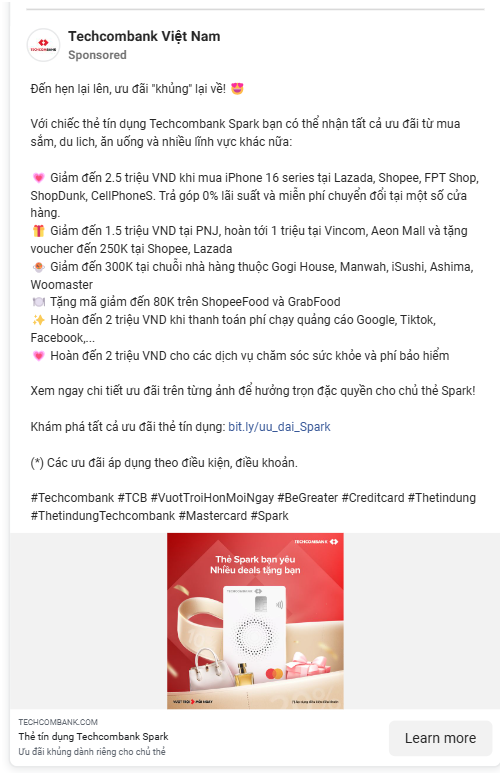 Techcombank Việt Nam
Sponsored
TECHCOMBANK
Đến hẹn lại lên, ưu đãi "khủng" lại về! 😍
Với chiếc thẻ tín dụng Techcombank Spark bạn có thể nhận tất cả ưu đãi từ mua
sắm, du lich, ăn uống và nhiều lĩnh vực khác nữa:
💗 Giảm đến 2.5 triệu VND khi mua iPhone 16 series tại Lazada, Shopee, FPT Shop,
ShopDunk, CellPhoneS. Trả góp 0% lãi suất và miễn phí chuyển đổi tại một số cửa
hàng.
🎁 Giảm đến 1.5 triệu VND tại PNJ, hoàn tới 1 triệu tại Vincom, Aeon Mall và tặng
voucher đến 250K tại Shopee, Lazada
🍲 Giảm đến 300K tại chuỗi nhà hàng thuộc Gogi House, Manwah, iSushi, Ashima,
Woomaster
🍽️ Tặng mã giảm đến 80K trên ShopeeFood và GrabFood
✨ Hoàn đến 2 triệu VND khi thanh toán phí chạy quảng cáo Google, Tiktok,
Facebook,...
💗 Hoàn đến 2 triệu VND cho các dịch vụ chăm sóc sức khỏe và phí bảo hiểm
Xem ngay chi tiết ưu đãi trên từng ảnh để hưởng trọn đặc quyền cho chủ thẻ Spark!
Khám phá tất cả ưu đãi thẻ tín dụng: bit.ly/uu_dai_Spark
(*) Các ưu đãi áp dụng theo điều kiện, điều khoản.
#Techcombank #TCB #VuotTroiHonMoiNgay #BeGreater #Creditcard #Thetindung
#ThetindungTechcombank #Mastercard #Spark
TECHCOMBANK
Thẻ Spark bạn yêu
Nhiều deals tặng bạn
TECHCOMBANK
VƯỢT TRỘI MỖI NGÀY
TECHCOMBANK.COM
Thẻ tín dụng Techcombank Spark
Ưu đãi khủng dành riêng cho chủ thẻ
Learn more